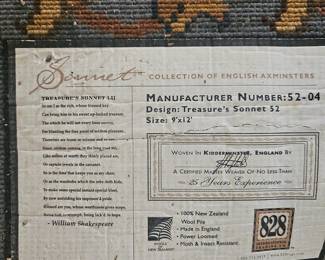 Sonnet COLLECTION OF ENGLISH AXMINSTERS
TREASURE'S SONNET LII
So am I as the rich, whose blessed key
Can bring him to his sweet up-locked treasure,
The which he will not every hour survey,
For blunting the fine point of seldom pleasure.
Therefore are feasts so solemn and so rare,
Since, seldom coming, in the long year set,
Like stones of worth they thinly placed are,
Or captain jewels in the carcanet.
So is the time that keeps you as my chest,
Or as the wardrobe which the robe doth hide,
To make some special instant special blest,
By new unfolding his imprison'd pride.
Blessed are you, whose worthiness gives scope,
Being had, to triumph, being lack'd, to hope.
- William Shakespeare
MANUFACTURER NUMBER: 52-04
Design: Treasure's Sonnet 52
Size: 9'x12'
WOVEN IN KIDDERMINSTER, ENGLAND BY
A CERTIFIED MASTER WEAVER OF NO LESS THAN
25 Years Experience
• 100% New Zealand
Wool Pile
• Made in England
• Power Loomed
• Moth & Insect Resistant
WOOLS
OF NEW ZEALAND
828